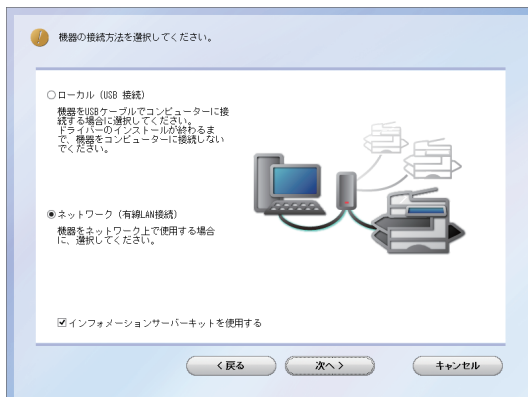 機器の接続方法を選択してください。
○ローカル（USB 接続）
機器をUSBケーブルでコンピューターに接
続する場合に選択してください。
ドライバーのインストールが終わるま
で、機器をコンピューターに接続しない
でください。
◉ネットワーク（有線LAN接続）
機器をネットワーク上で使用する場合
に、選択してください。
☑インフォメーションサーバーキットを使用する
< 戻る 次へ > キャンセル